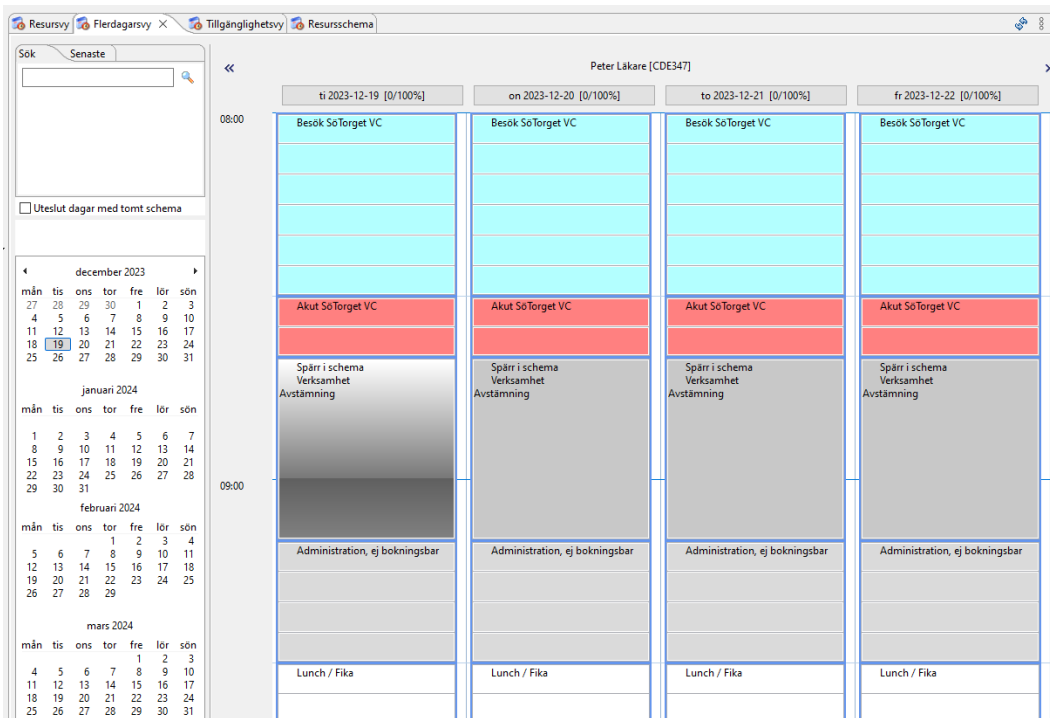 Resursvy Flerdagarsvy Tillgänglighetsvy Resursschema
Sök Senaste
Uteslut dagar med tomt schema
december 2023
mån tis ons tor fre lör sön
27 28 29 30 1 2 3
4 5 6 7 8 9 10
11 12 13 14 15 16 17
18 19 20 21 22 23 24
25 26 27 28 29 30 31
januari 2024
mån tis ons tor fre lör sön
1 2 3 4 5 6 7
8 9 10 11 12 13 14
15 16 17 18 19 20 21
22 23 24 25 26 27 28
29 30 31
februari 2024
mån tis ons tor fre lör sön
1 2 3 4
5 6 7 8 9 10 11
12 13 14 15 16 17 18
19 20 21 22 23 24 25
26 27 28 29
mars 2024
mån tis ons tor fre lör sön
1 2 3
4 5 6 7 8 9 10
11 12 13 14 15 16 17
18 19 20 21 22 23 24
25 26 27 28 29 30 31
Peter Läkare [CDE347]
ti 2023-12-19 [0/100%] on 2023-12-20 [0/100%] to 2023-12-21 [0/100%] fr 2023-12-22 [0/100%]
08:00 Besök SöTorget VC Besök SöTorget VC Besök SöTorget VC Besök SöTorget VC
Akut SöTorget VC Akut SöTorget VC Akut SöTorget VC Akut SöTorget VC
Spärr i schema Spärr i schema Spärr i schema Spärr i schema
Verksamhet Verksamhet Verksamhet Verksamhet
Avstämning Avstämning Avstämning Avstämning
09:00
Administration, ej bokningsbar Administration, ej bokningsbar Administration, ej bokningsbar Administration, ej bokningsbar
Lunch / Fika Lunch / Fika Lunch / Fika Lunch / Fika